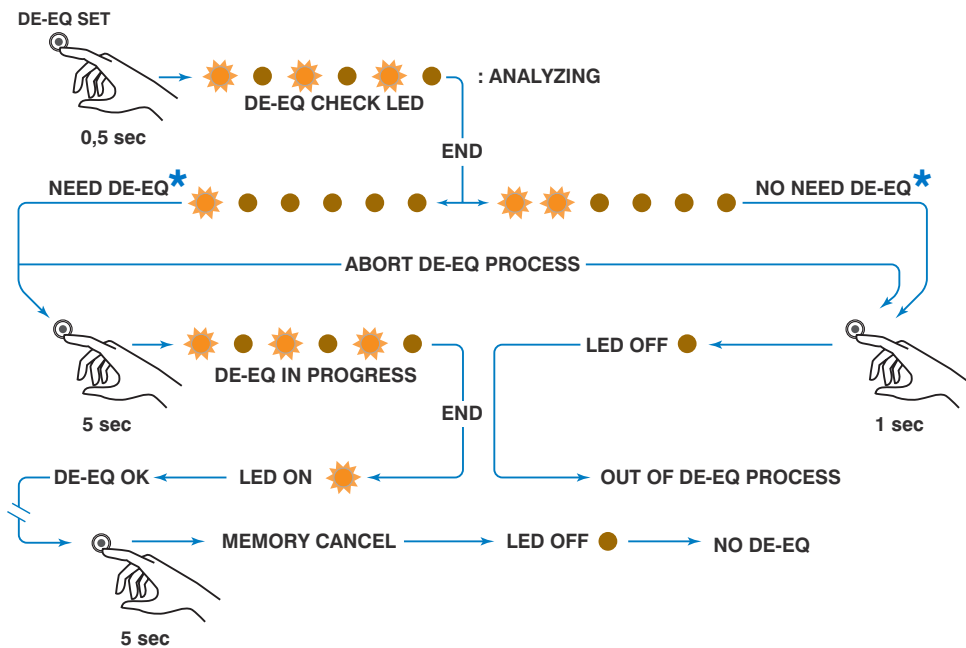 DE-EQ SET
: ANALYZING
DE-EQ CHECK LED
0,5 sec
END
NEED DE-EQ*
NO NEED DE-EQ*
ABORT DE-EQ PROCESS
LED OFF
DE-EQ IN PROGRESS
5 sec
END
1 sec
DE-EQ OK
LED ON
OUT OF DE-EQ PROCESS
MEMORY CANCEL
LED OFF
NO DE-EQ
5 sec